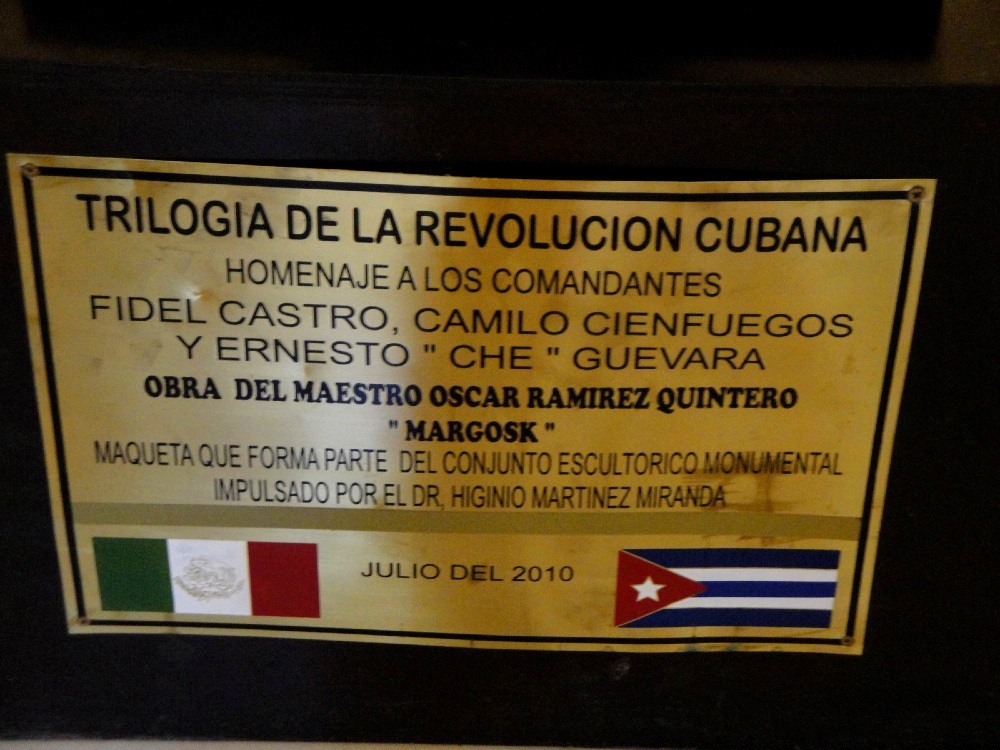 TRILOGIA DE LA REVOLUCION CUBANA
HOMENAJE A LOS COMANDANTES
FIDEL CASTRO, CAMILO CIENFUEGOS
Y ERNESTO " CHE " GUEVARA
OBRA DEL MAESTRO OSCAR RAMIREZ QUINTERO
" MARGOSK "
MAQUETA QUE FORMA PARTE DEL CONJUNTO ESCULTORICO MONUMENTAL
IMPULSADO POR EL DR, HIGINIO MARTINEZ MIRANDA
JULIO DEL 2010